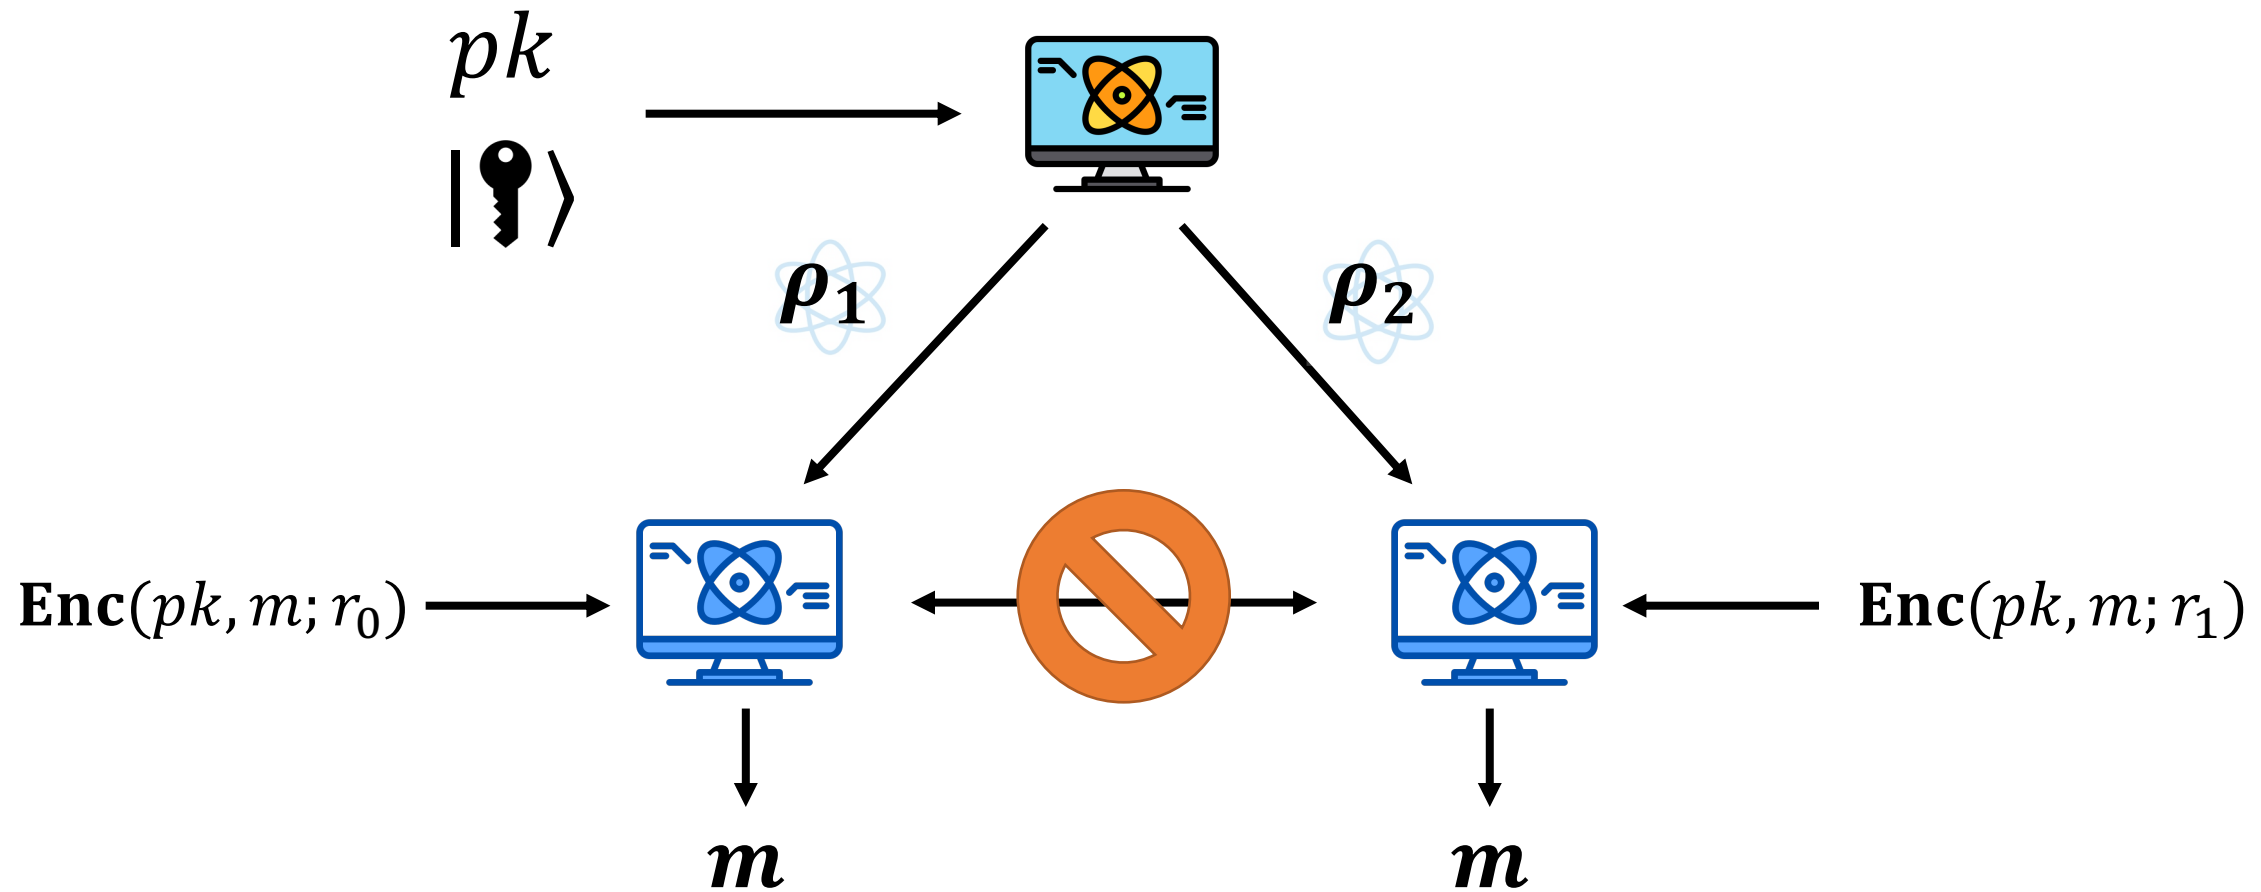 pk
| ⟩
ρ₁
ρ₂
Enc(pk, m; r₀)
Enc(pk, m; r₁)
m
m